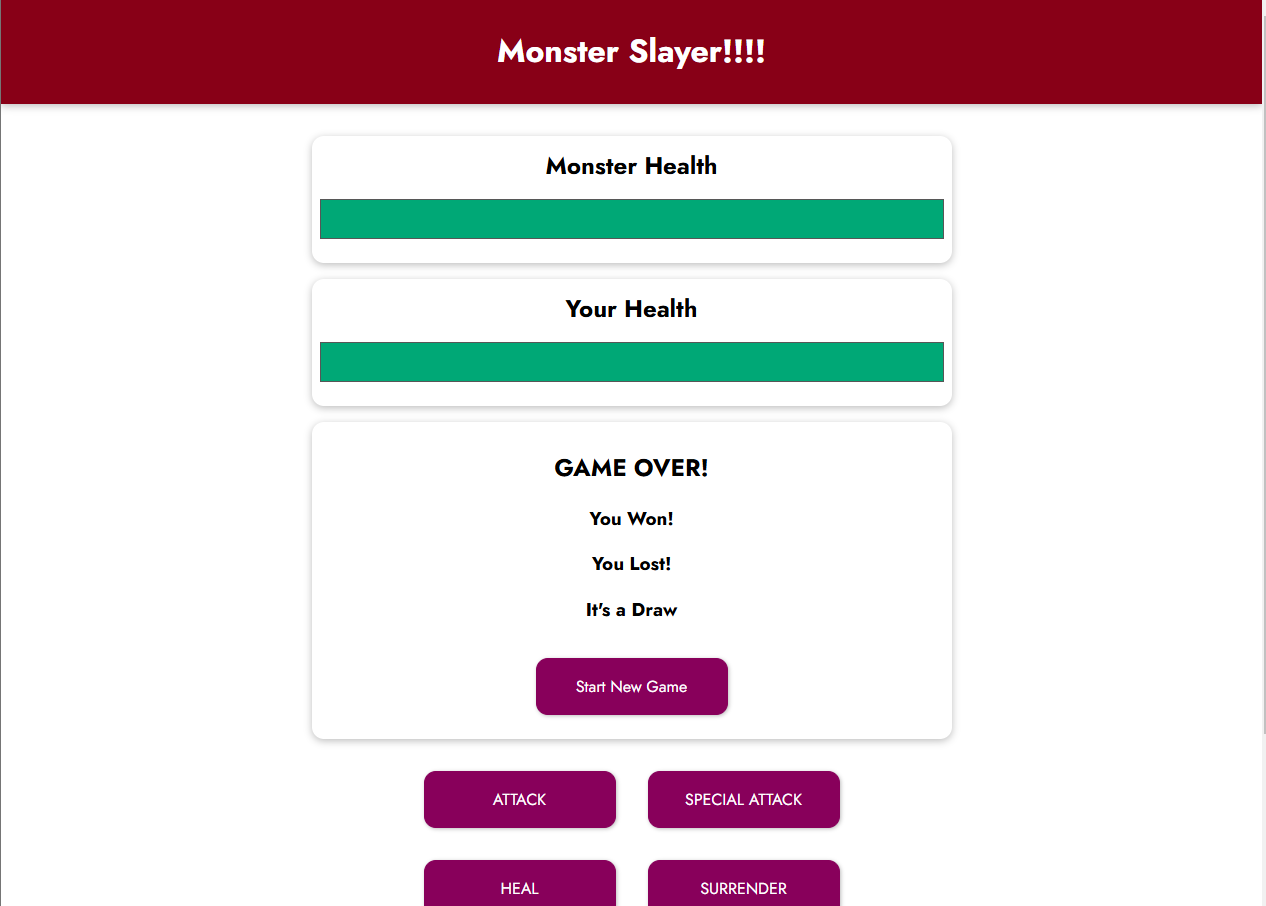 Monster Slayer!!!!
Monster Health
Your Health
GAME OVER!
You Won!
You Lost!
It's a Draw
Start New Game
ATTACK
SPECIAL ATTACK
HEAL
SURRENDER